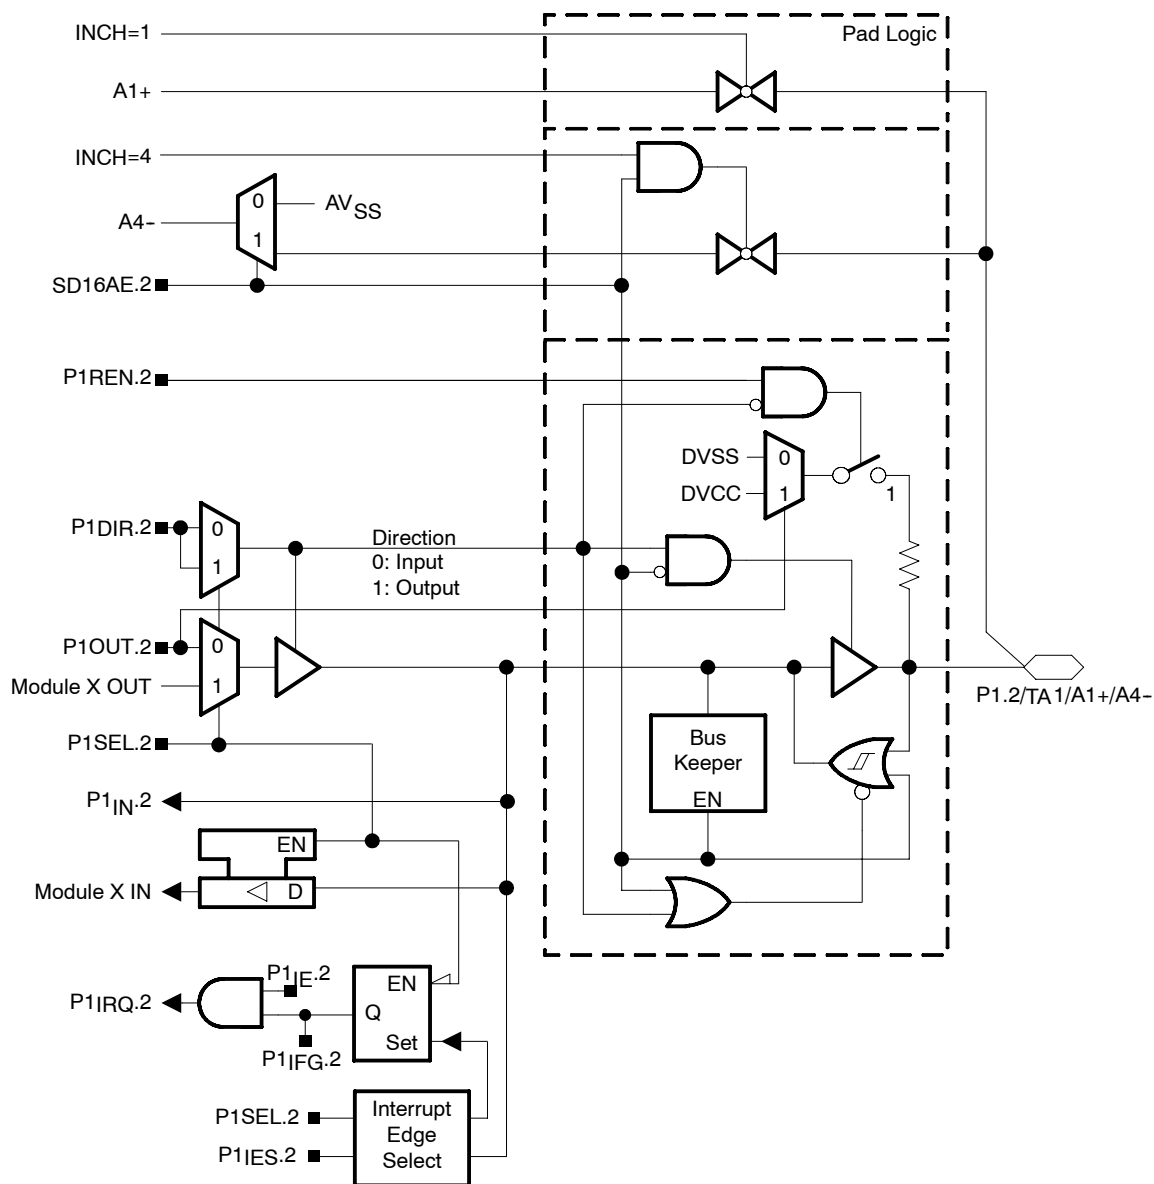 INCH=1
Pad Logic
A1+
INCH=4
0
AVSS
A4-
1
SD16AE.2
P1REN.2
DVSS
0
DVCC
1
1
P1DIR.2
0
1
Direction
0: Input
1: Output
P1OUT.2
0
Module X OUT
1
P1.2/TA1/A1+/A4-
P1SEL.2
Bus
Keeper
EN
P1IN.2
EN
Module X IN
D
P1IE.2
P1IRQ.2
EN
Q
Set
P1IFG.2
P1SEL.2
P1IES.2
Interrupt
Edge
Select